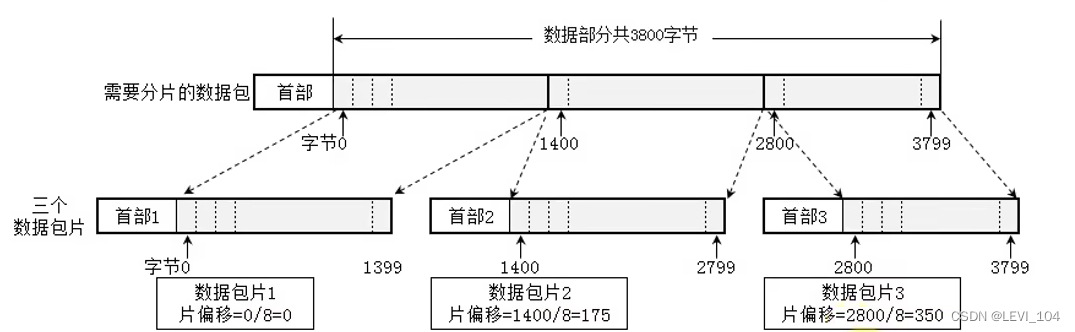 数据部分共3800字节
需要分片的数据包
首部
字节0
1400
2800
3799
三个
数据包片
首部1
首部2
首部3
字节0
1399
1400
2799
2800
3799
数据包片1
片偏移=0/8=0
数据包片2
片偏移=1400/8=175
数据包片3
片偏移=2800/8=350
CSDN @LEVI_104